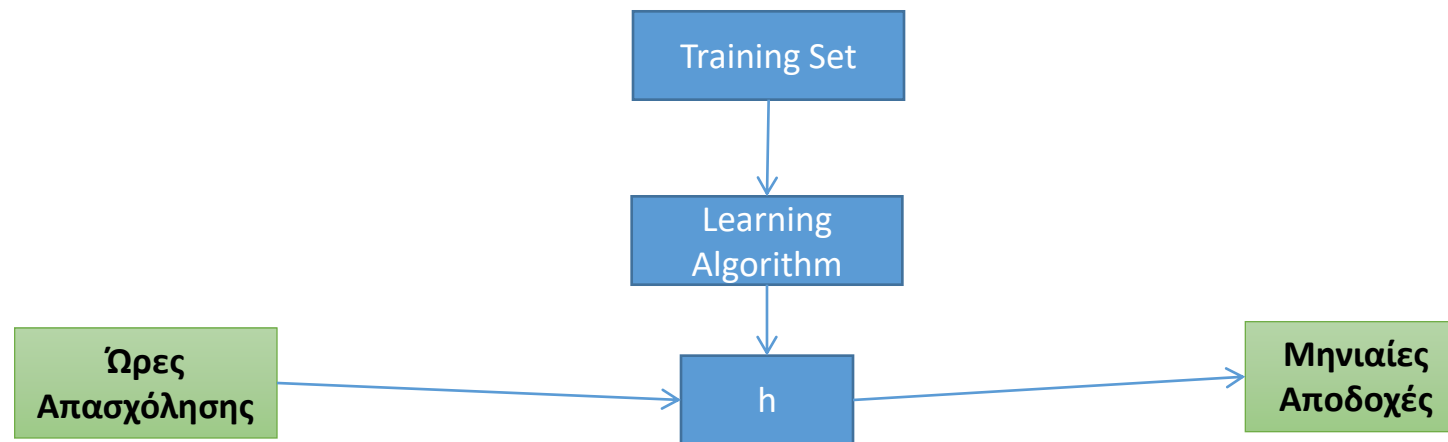 Training Set
Learning
Algorithm
Ώρες
Απασχόλησης
h
Μηνιαίες
Αποδοχές